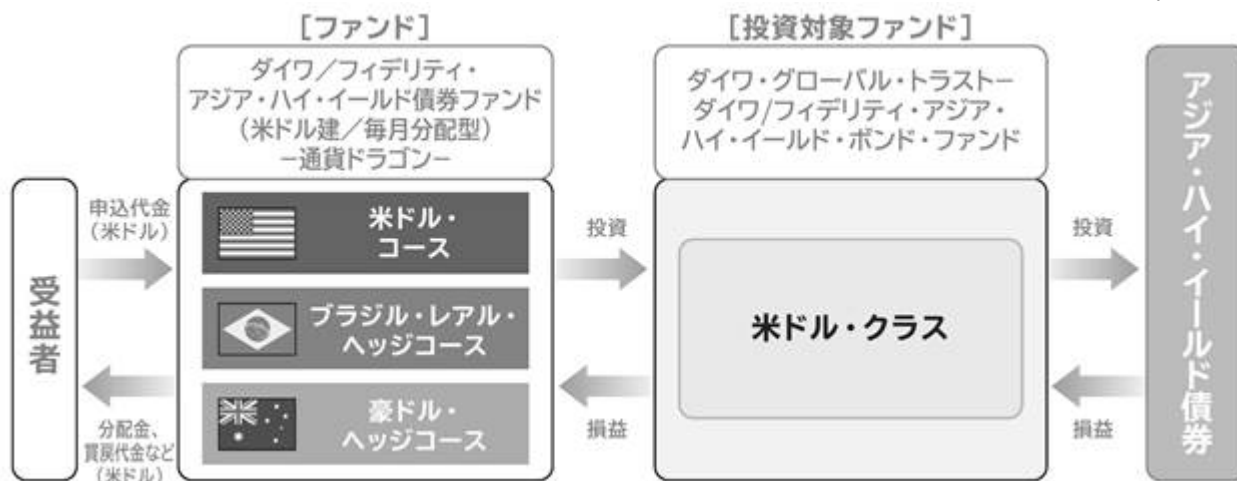 [ファンド]
ダイワ／フィデリティ・
アジア・ハイ・イールド債券ファンド
（米ドル建／毎月分配型）
－通貨ドラゴン－
[投資対象ファンド]
ダイワ・グローバル・トラストー
ダイワ/フィデリティ・アジア・
ハイ・イールド・ボンド・ファンド
受益者
申込代金
（米ドル）
分配金、
買戻代金など
（米ドル）
米ドル・
コース
ブラジル・レアル・
ヘッジコース
豪ドル・
ヘッジコース
投資
損益
米ドル・クラス
投資
損益
アジア・ハイ・イールド債券